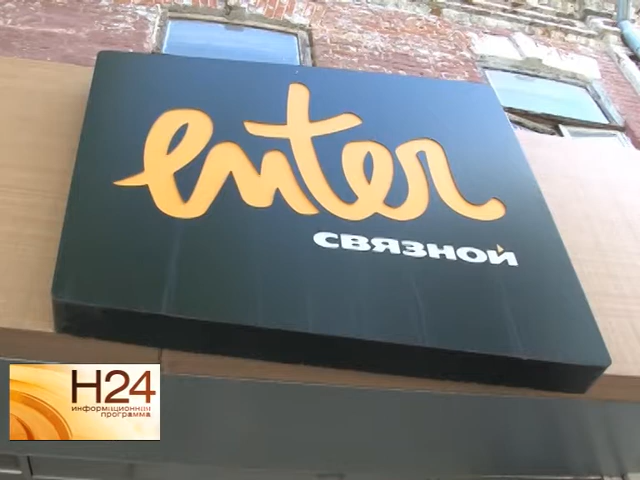 enter
связной
Н24
информационная
программа